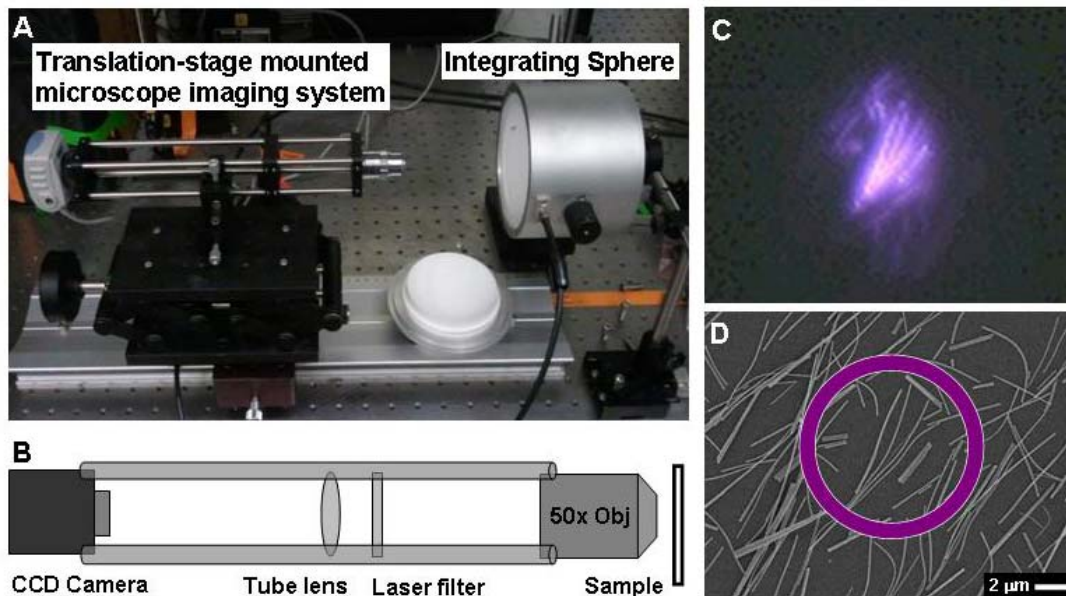 A
Translation-stage mounted
microscope imaging system
Integrating Sphere
B
50x Obj
CCD Camera
Tube lens
Laser filter
Sample
C
D
2 µm